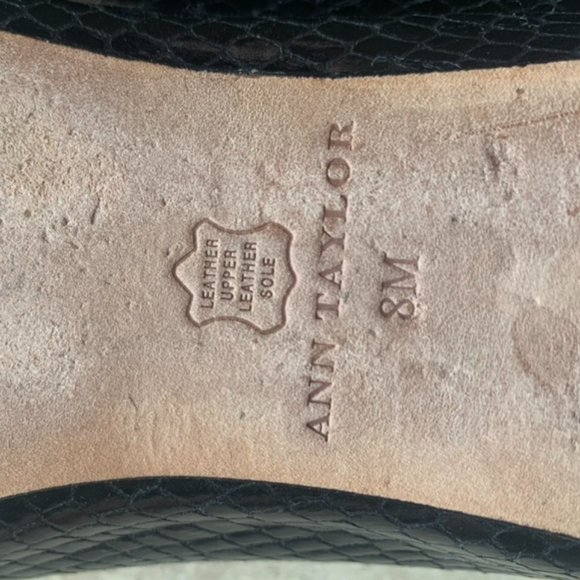 LEATHER
UPPER
LEATHER
SOLE
ANN TAYLOR
8M